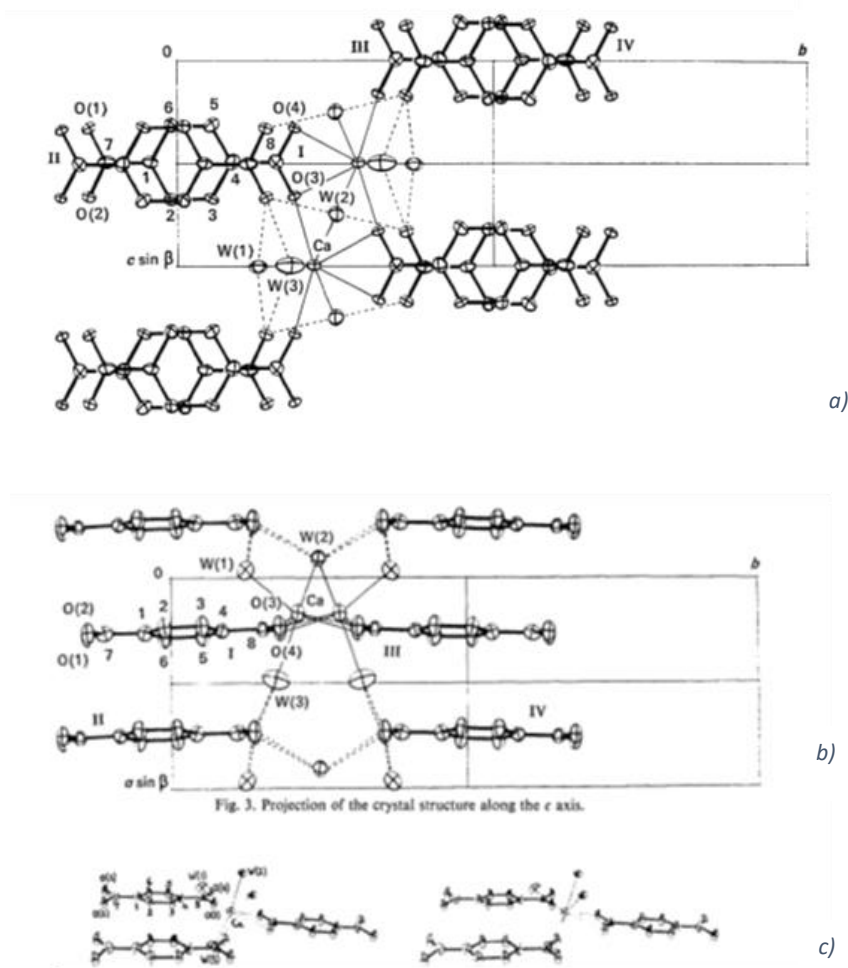 0 III IV b
O(1) 6 5 O(4)
II 7 8 I
1 4 O(3)
O(2) 2 3 W(2)
W(1) Ca
c sin β W(3)
a)
W(2)
0 W(1) b
O(2) 1 2 3 4 O(3) Ca
O(1) 7 6 5 I 8 O(4) III
W(3)
II IV
a sin β b)
Fig. 3. Projection of the crystal structure along the c axis.
c)